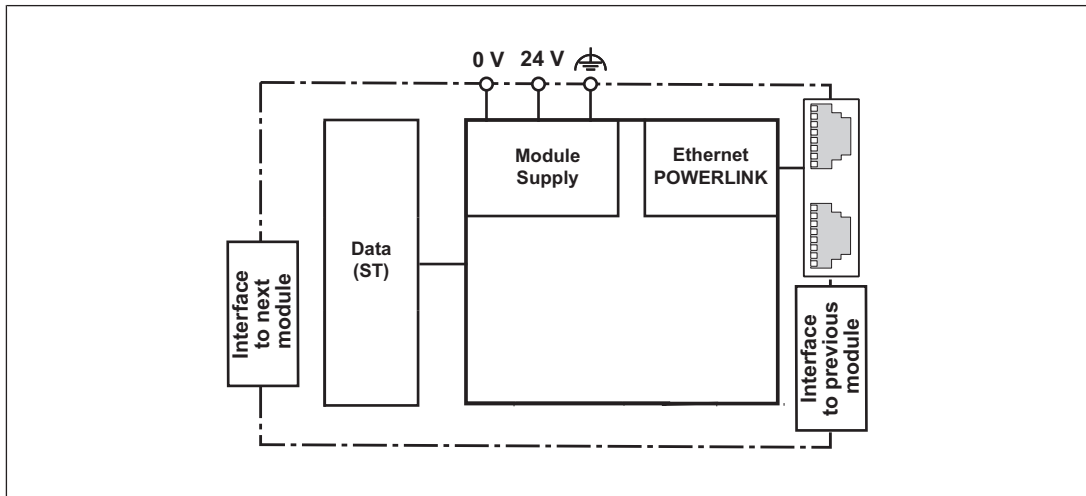 0 V 24 V
Module
Supply
Ethernet
POWERLINK
Data
(ST)
Interface
to next
module
Interface
to previous
module